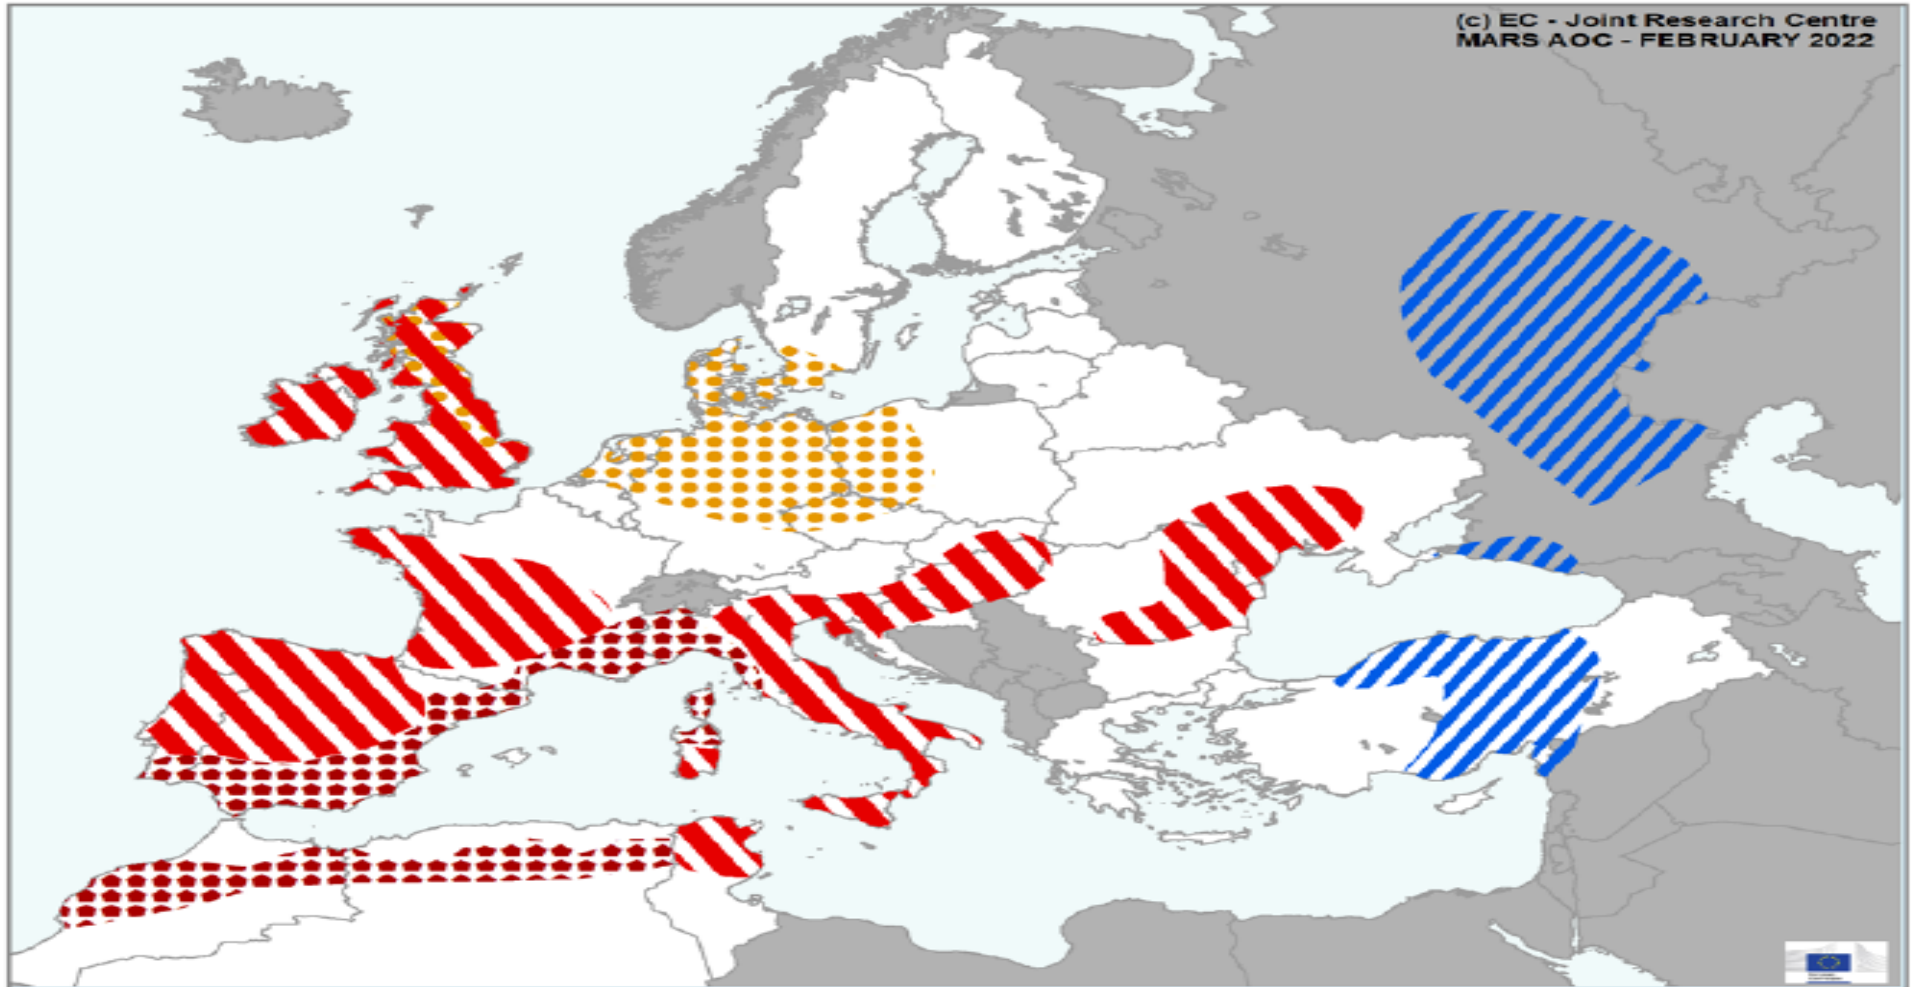 (c) EC - Joint Research Centre
MARS AOC - FEBRUARY 2022